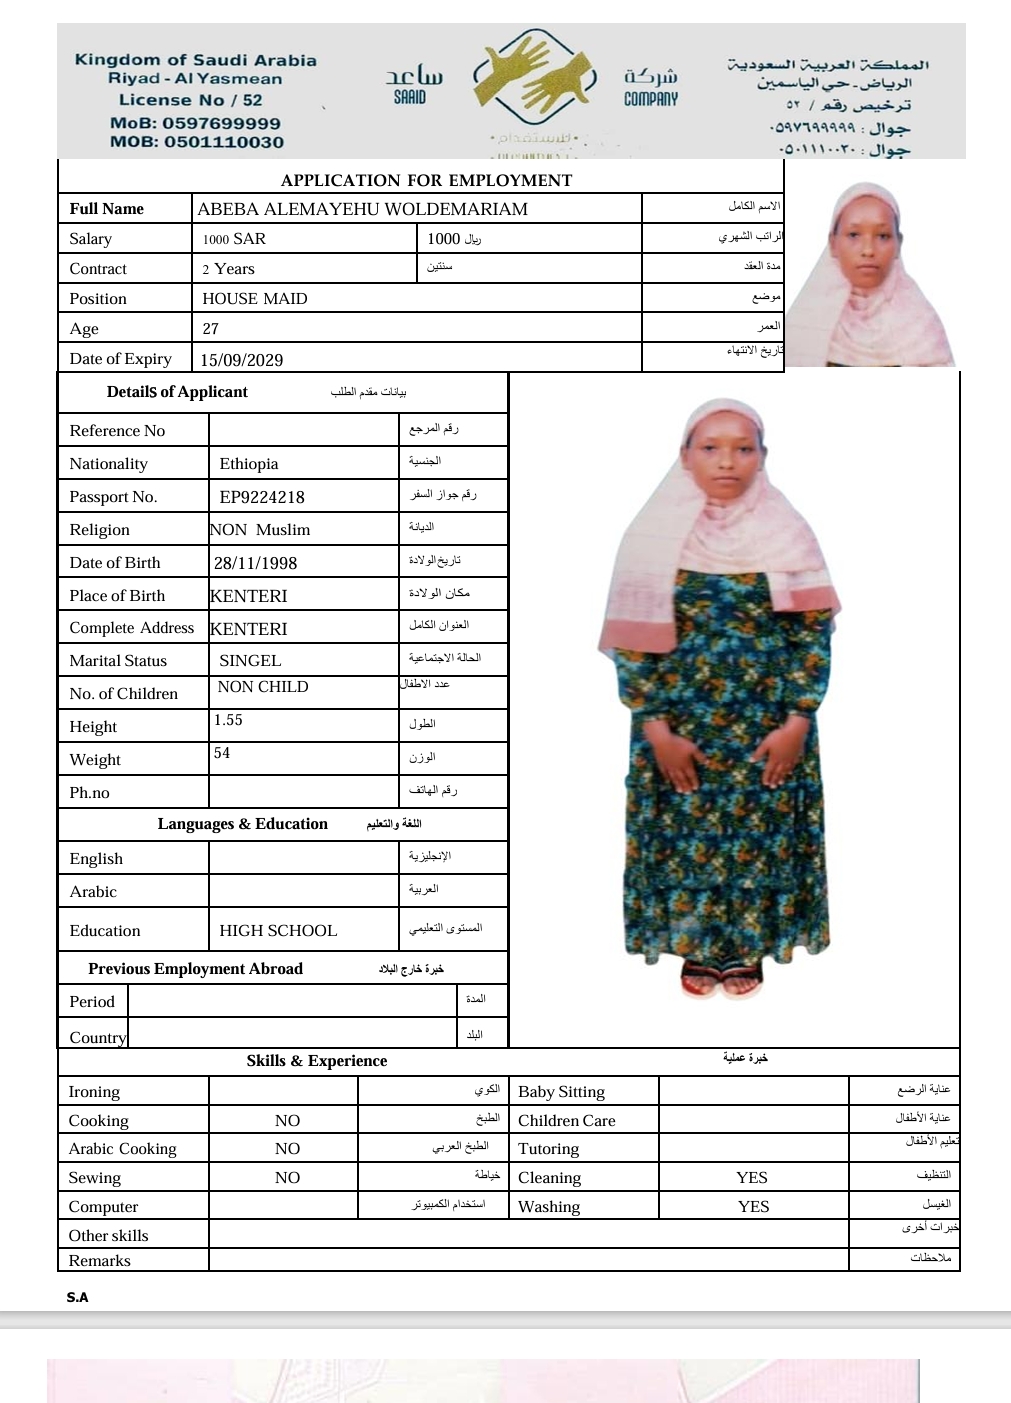 Kingdom of Saudi Arabia
Riyad - Al Yasmean
License No / 52
MoB: 0597699999
MOB: 0501110030
ساعد
SAAID
شركة
COMPANY
للاستقدام
المملكة العربية السعودية
الرياض - حي الياسمين
ترخيص رقم / ٥٢
جوال : ٠٥٩٧٦٩٩٩٩٩
جوال : ٠٥٠١١١٠٠٣٠
APPLICATION FOR EMPLOYMENT
Full Name ABEBA ALEMAYEHU WOLDEMARIAM الاسم الكامل
Salary 1000 SAR 1000 ريال الراتب الشهري
Contract 2 Years سنتين مدة العقد
Position HOUSE MAID موضع
Age 27 العمر
Date of Expiry 15/09/2029 تاريخ الانتهاء
Details of Applicant بيانات مقدم الطلب
Reference No رقم المرجع
Nationality Ethiopia الجنسية
Passport No. EP9224218 رقم جواز السفر
Religion NON Muslim الديانة
Date of Birth 28/11/1998 تاريخ الولادة
Place of Birth KENTERI مكان الولادة
Complete Address KENTERI العنوان الكامل
Marital Status SINGEL الحالة الاجتماعية
No. of Children NON CHILD عدد الاطفال
Height 1.55 الطول
Weight 54 الوزن
Ph.no رقم الهاتف
Languages & Education اللغة والتعليم
English الإنجليزية
Arabic العربية
Education HIGH SCHOOL المستوى التعليمي
Previous Employment Abroad خبرة خارج البلاد
Period المدة
Country البلد
Skills & Experience خبرة عملية
Ironing الكوي Baby Sitting عناية الرضع
Cooking NO الطبخ Children Care عناية الأطفال
Arabic Cooking NO الطبخ العربي Tutoring تعليم الأطفال
Sewing NO خياطة Cleaning YES التنظيف
Computer استخدام الكمبيوتر Washing YES الغيسل
Other skills خبرات أخرى
Remarks ملاحظات
S.A